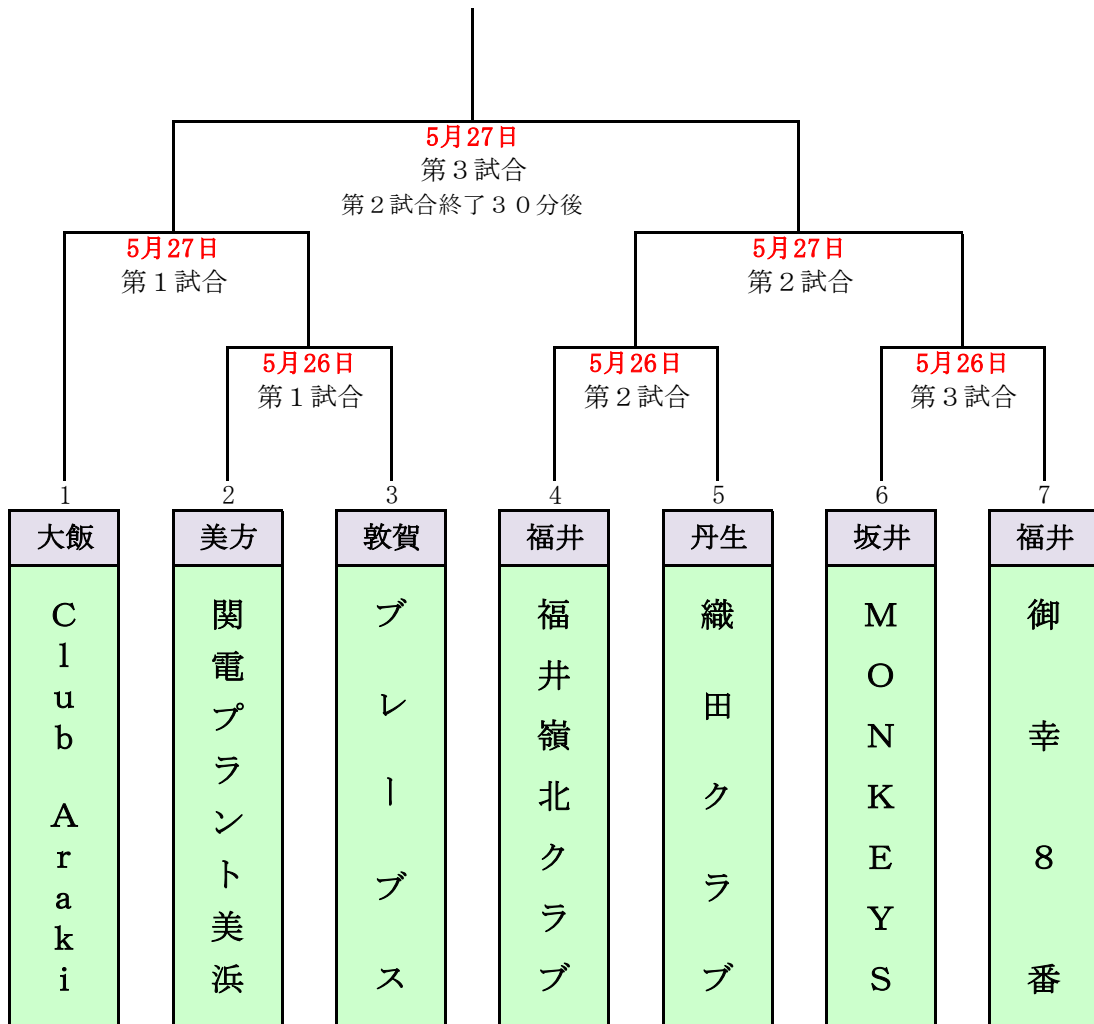 5月27日
第３試合
第２試合終了３０分後
5月27日
第１試合
5月27日
第２試合
5月26日
第１試合
5月26日
第２試合
5月26日
第３試合
1
2
3
4
5
6
7
大飯
美方
敦賀
福井
丹生
坂井
福井
Club Araki
関電プラント美浜
ブレーブス
福井嶺北クラブ
織田クラブ
ＭＯＮＫＥＹＳ
御幸８番